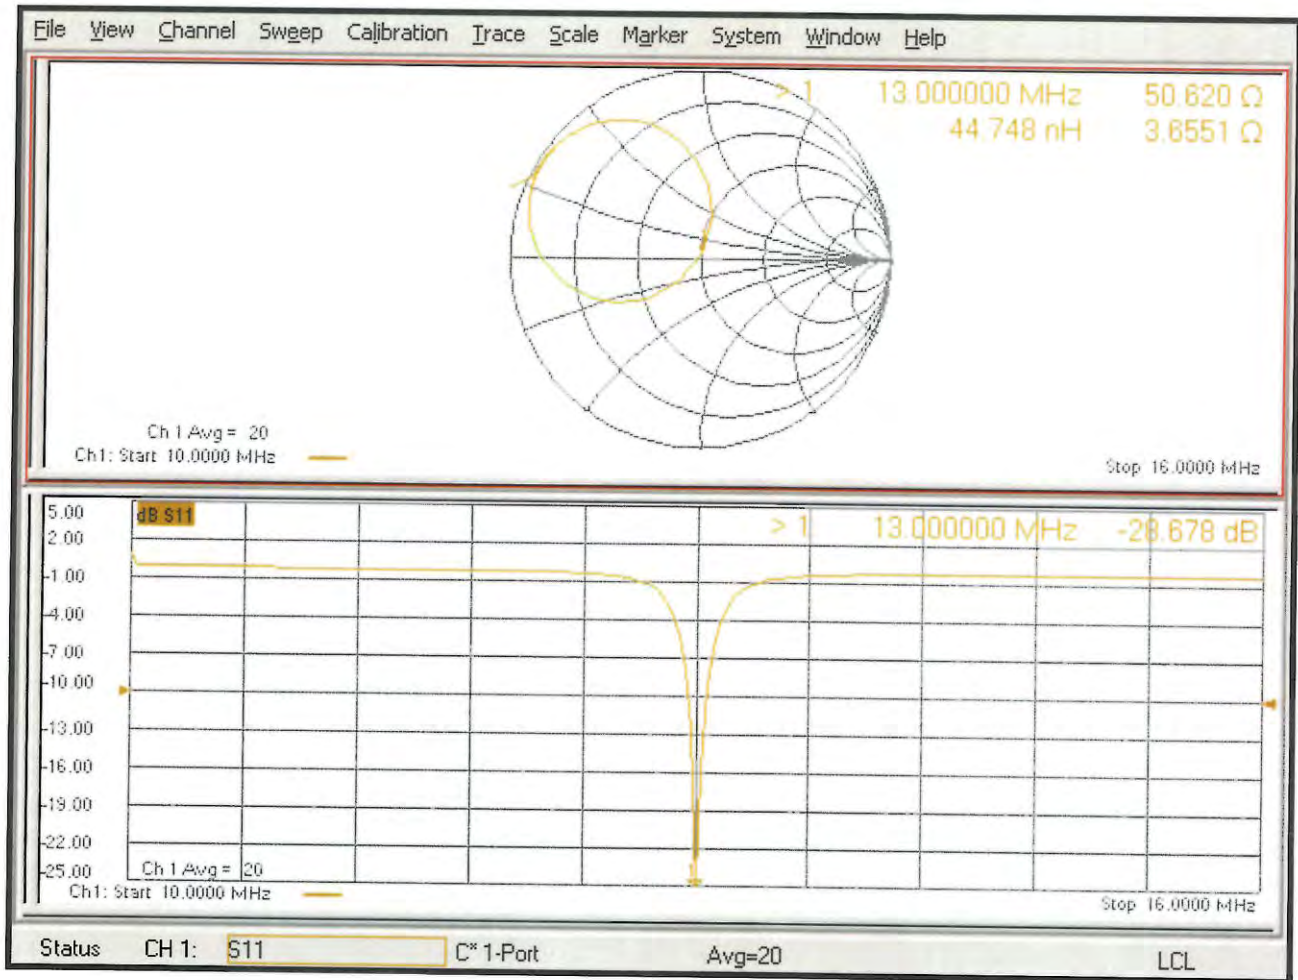 File View Channel Sweep Calibration Trace Scale Marker System Window Help
> 1 13.000000 MHz 50.620 Ω
44.748 nH 3.6551 Ω
Ch 1 Avg = 20
Ch1: Start 10.0000 MHz
Stop 16.0000 MHz
5.00
dB S11
> 1 13.000000 MHz -28.678 dB
2.00
-1.00
-4.00
-7.00
-10.00
-13.00
-16.00
-19.00
-22.00
-25.00
Ch 1 Avg = 20
Ch1: Start 10.0000 MHz
Stop 16.0000 MHz
Status CH 1: S11 C* 1-Port Avg=20 LCL